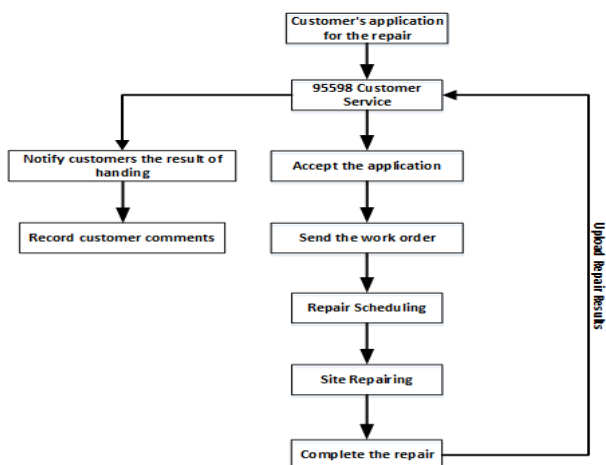 Customer's application
for the repair
95598 Customer
Service
Notify customers the result of
handing
Accept the application
Record customer comments
Send the work order
Repair Scheduling
Site Repairing
Complete the repair
Upload Repair Results